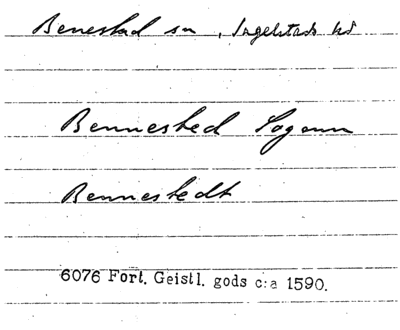 Benestad sn, Ingelstads hd
Bennested Sogenn
Bennestedt
6076 Fort. Geistl. gods c:a 1590.